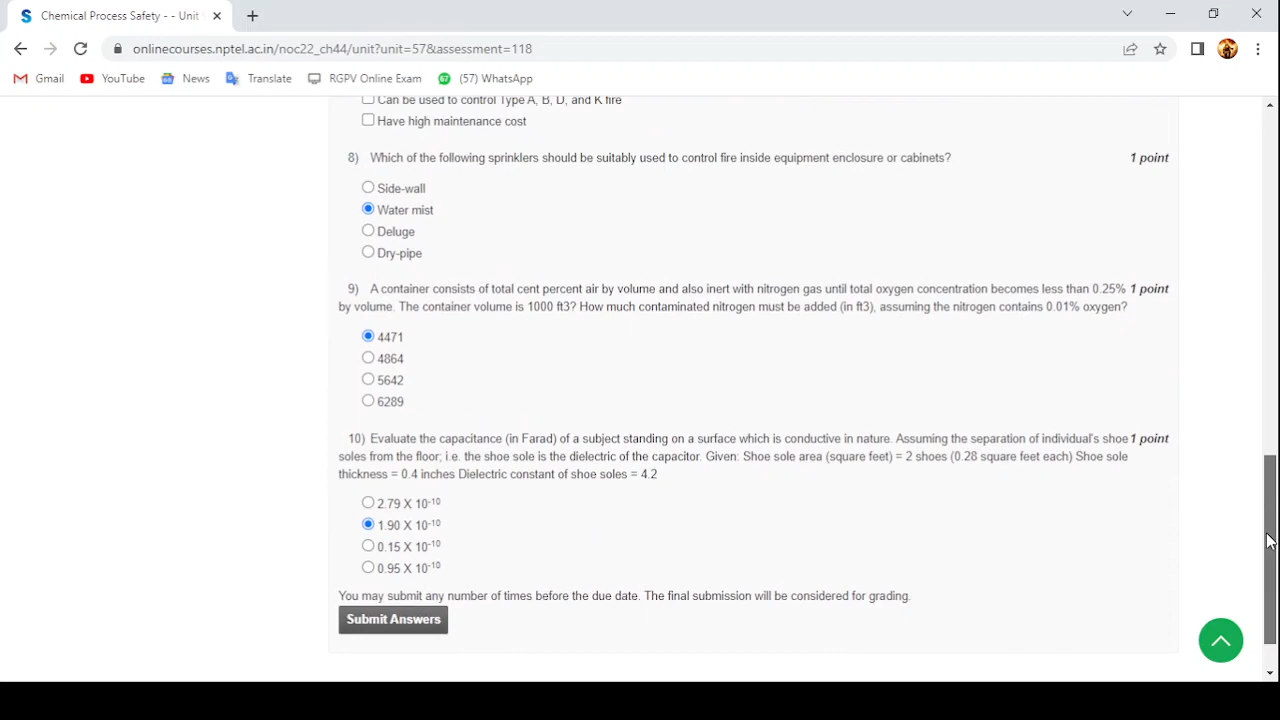 Chemical Process Safety - - Unit
onlinecourses.nptel.ac.in/noc22_ch44/unit?unit=57&assessment=118
Gmail YouTube News Translate RGPV Online Exam (57) WhatsApp
Can be used to control Type A, B, D, and K fire
Have high maintenance cost
8) Which of the following sprinklers should be suitably used to control fire inside equipment enclosure or cabinets? 1 point
Side-wall
Water mist
Deluge
Dry-pipe
9) A container consists of total cent percent air by volume and also inert with nitrogen gas until total oxygen concentration becomes less than 0.25% 1 point
by volume. The container volume is 1000 ft3? How much contaminated nitrogen must be added (in ft3), assuming the nitrogen contains 0.01% oxygen?
4471
4864
5642
6289
10) Evaluate the capacitance (in Farad) of a subject standing on a surface which is conductive in nature. Assuming the separation of individual's shoe 1 point
soles from the floor; i.e. the shoe sole is the dielectric of the capacitor. Given: Shoe sole area (square feet) = 2 shoes (0.28 square feet each) Shoe sole
thickness = 0.4 inches Dielectric constant of shoe soles = 4.2
2.79 X 10-10
1.90 X 10-10
0.15 X 10-10
0.95 X 10-10
You may submit any number of times before the due date. The final submission will be considered for grading.
Submit Answers